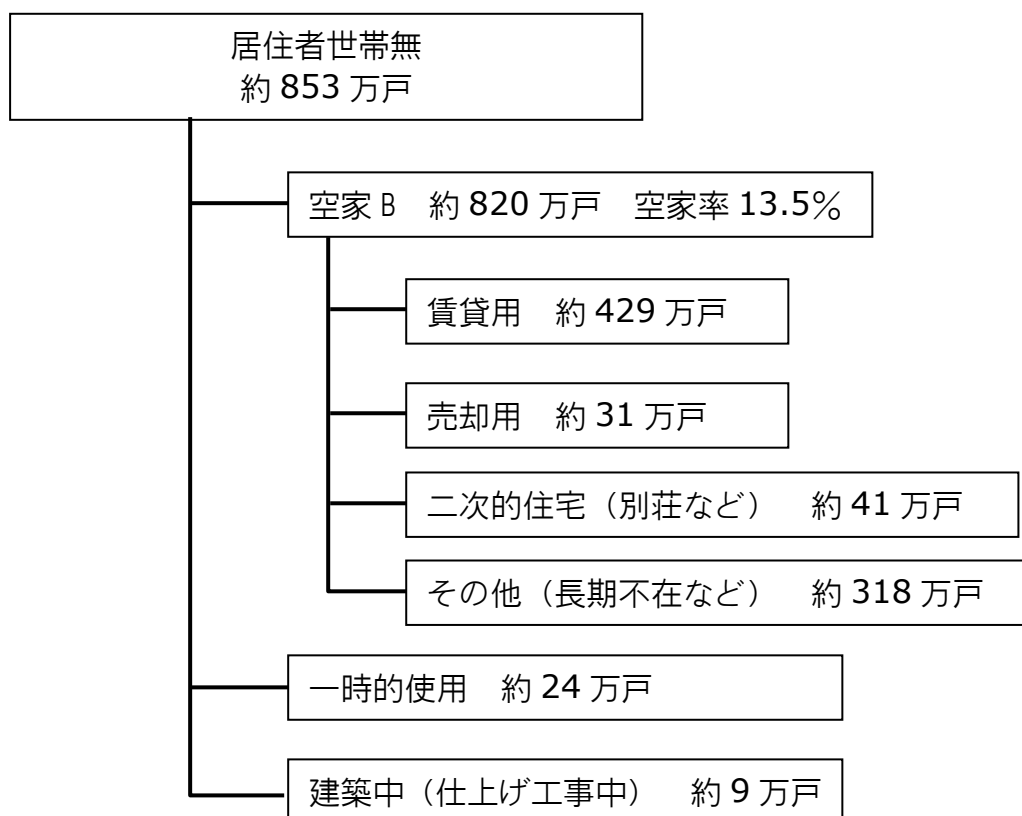 居住者世帯無
約 853 万戸
空家 B　約 820 万戸　空家率 13.5%
賃貸用　約 429 万戸
売却用　約 31 万戸
二次的住宅（別荘など）　約 41 万戸
その他（長期不在など）　約 318 万戸
一時的使用　約 24 万戸
建築中（仕上げ工事中）　約 9 万戸